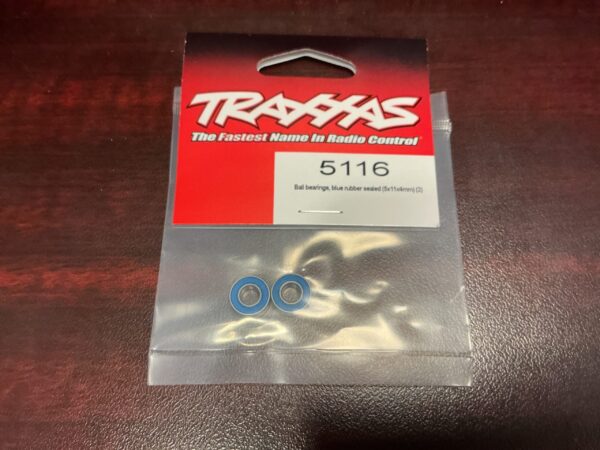 TRAXXAS
The Fastest Name In Radio Control
5116
Ball bearings, blue rubber sealed (5x11x4mm) (2)